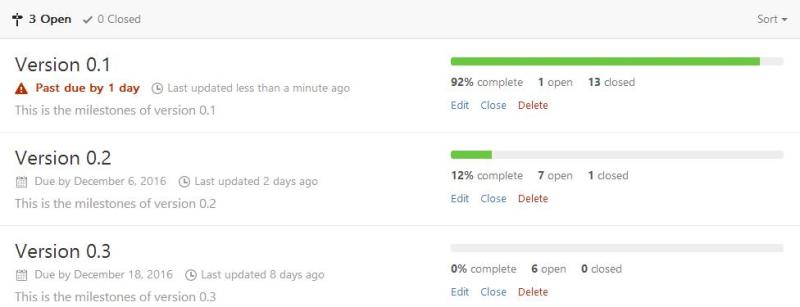 3 Open 0 Closed Sort
Version 0.1
Past due by 1 day Last updated less than a minute ago
This is the milestones of version 0.1
92% complete 1 open 13 closed
Edit Close Delete
Version 0.2
Due by December 6, 2016 Last updated 2 days ago
This is the milestones of version 0.2
12% complete 7 open 1 closed
Edit Close Delete
Version 0.3
Due by December 18, 2016 Last updated 8 days ago
This is the milestones of version 0.3
0% complete 6 open 0 closed
Edit Close Delete